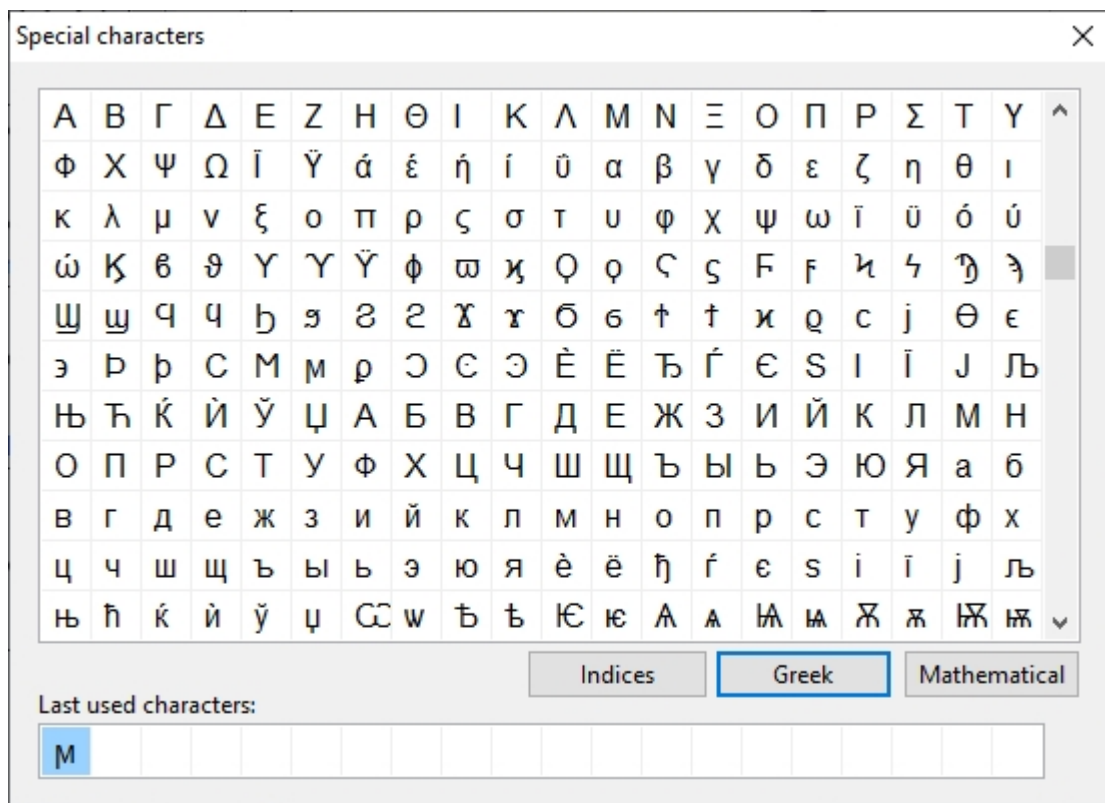 Special characters
Α Β Γ Δ Ε Ζ Η Θ Ι Κ Λ Μ Ν Ξ Ο Π Ρ Σ Τ Υ
Φ Χ Ψ Ω Ϊ Ϋ ά έ ή ί ΰ α β γ δ ε ζ η θ ι
κ λ μ ν ξ ο π ρ ς σ τ υ φ χ ψ ω ϊ ϋ ό ύ
ώ Ϗ ϐ ϑ ϒ ϓ ϔ ϕ ϖ ϗ Ϙ ϙ Ϛ ϛ Ϝ ϝ Ϟ ϟ Ϡ ϡ
Ϣ ϣ Ϥ ϥ Ϧ ϧ Ϩ ϩ Ϫ ϫ Ϭ ϭ Ϯ ϯ ϰ ϱ ϲ ϳ ϴ ϵ
϶ Ϸ ϸ Ϲ Ϻ ϻ ϼ Ͻ Ͼ Ͽ Ѐ Ё Ђ Ѓ Є Ѕ І Ї Ј Љ
Њ Ћ Ќ Ѝ Ў Џ А Б В Г Д Е Ж З И Й К Л М Н
О П Р С Т У Ф Х Ц Ч Ш Щ Ъ Ы Ь Э Ю Я а б
в г д е ж з и й к л м н о п р с т у ф х
ц ч ш щ ъ ы ь э ю я ѐ ё ђ ѓ є ѕ і ї ј љ
њ ћ ќ ѝ ў џ Ѡ ѡ Ѣ ѣ Ѥ ѥ Ѧ ѧ Ѩ ѩ Ѫ ѫ Ѭ ѭ
Indices Greek Mathematical
Last used characters:
ϻ